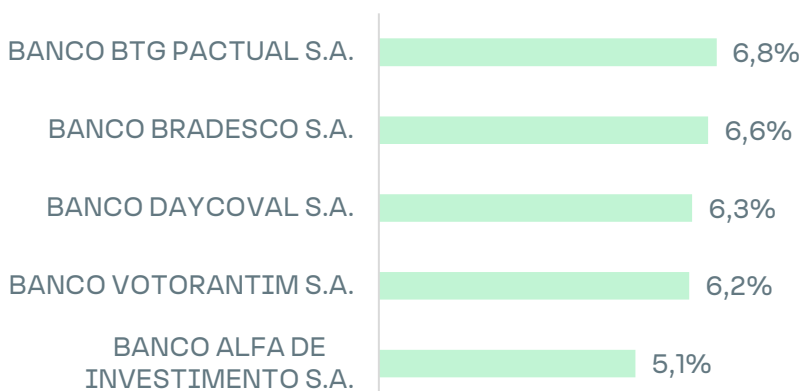 BANCO BTG PACTUAL S.A. 6,8%
BANCO BRADESCO S.A. 6,6%
BANCO DAYCOVAL S.A. 6,3%
BANCO VOTORANTIM S.A. 6,2%
BANCO ALFA DE
INVESTIMENTO S.A. 5,1%